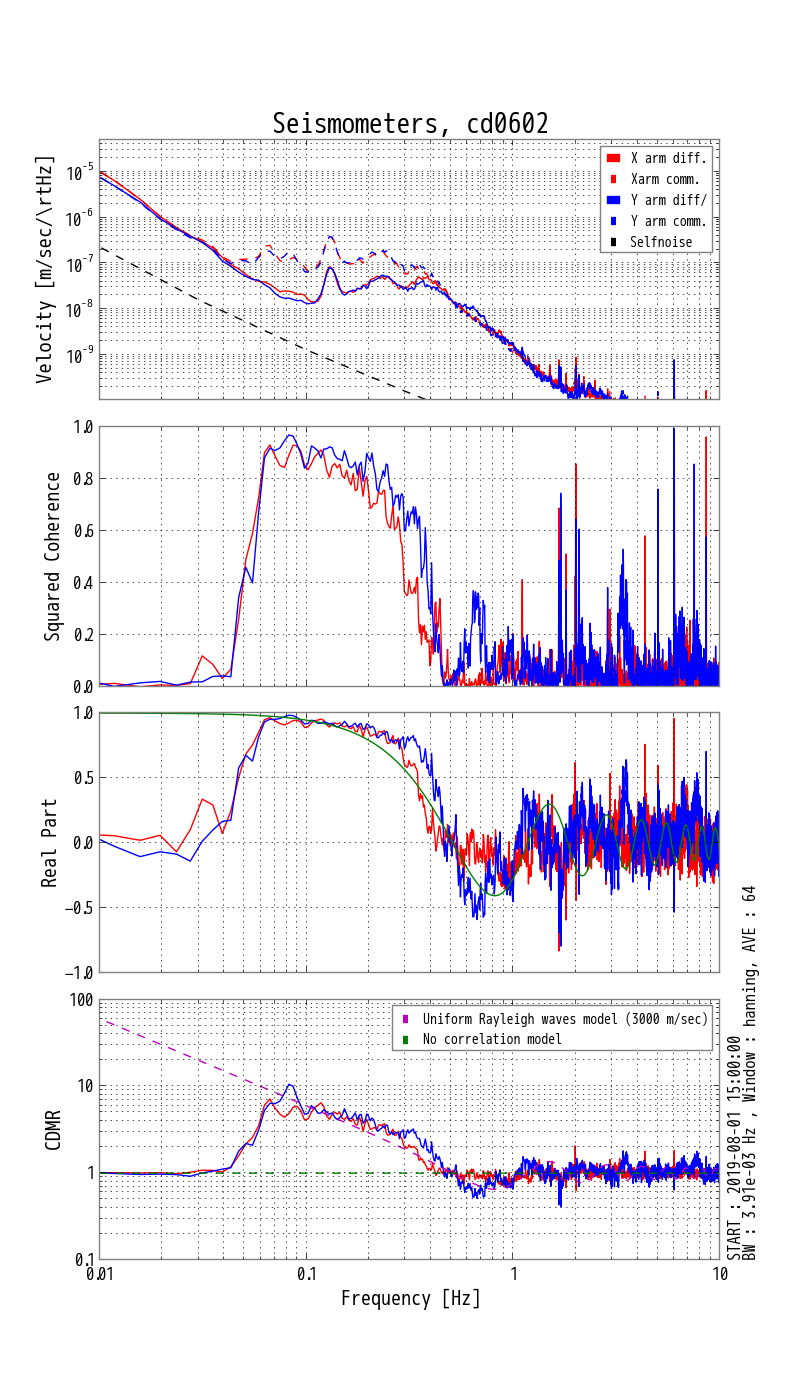 Seismometers, cd0602
Velocity [m/sec/\rtHz]
10^-5
10^-6
10^-7
10^-8
10^-9
X arm diff.
Xarm comm.
Y arm diff/
Y arm comm.
Selfnoise
Squared Coherence
1.0
0.8
0.6
0.4
0.2
0.0
Real Part
1.0
0.5
0.0
−0.5
−1.0
CDMR
100
10
1
0.1
Uniform Rayleigh waves model (3000 m/sec)
No correlation model
0.01
0.1
1
10
Frequency [Hz]
START : 2019-08-01 15:00:00
BW : 3.91e-03 Hz , Window : hanning, AVE : 64